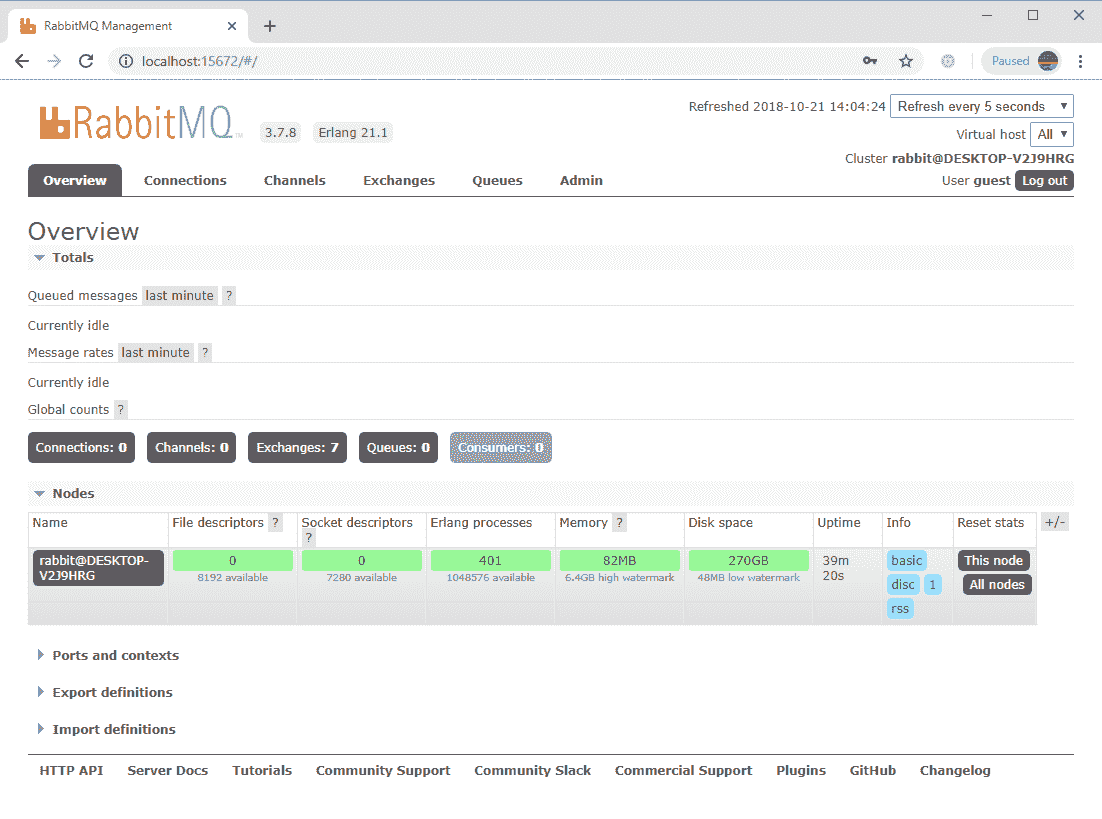 RabbitMQ Management
localhost:15672/#/
Paused
RabbitMQ™ 3.7.8 Erlang 21.1
Refreshed 2018-10-21 14:04:24 Refresh every 5 seconds
Virtual host All
Cluster rabbit@DESKTOP-V2J9HRG
User guest Log out
Overview Connections Channels Exchanges Queues Admin
Overview
Totals
Queued messages last minute ?
Currently idle
Message rates last minute ?
Currently idle
Global counts ?
Connections: 0 Channels: 0 Exchanges: 7 Queues: 0 Consumers: 0
Nodes
Name File descriptors ? Socket descriptors ? Erlang processes Memory ? Disk space Uptime Info Reset stats +/-
rabbit@DESKTOP-V2J9HRG 0 0 401 82MB 270GB 39m 20s basic This node
8192 available 7280 available 1048576 available 6.4GB high watermark 48MB low watermark disc 1 All nodes
rss
Ports and contexts
Export definitions
Import definitions
HTTP API Server Docs Tutorials Community Support Community Slack Commercial Support Plugins GitHub Changelog